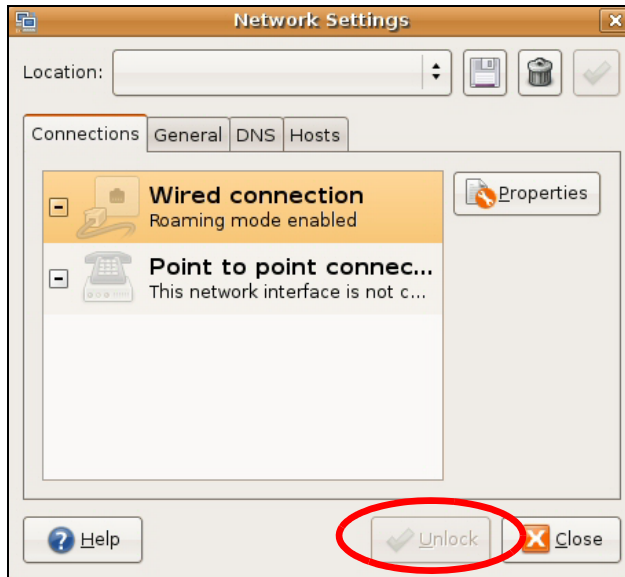 Network Settings
Location:
Connections General DNS Hosts
Wired connection
Roaming mode enabled
Properties
Point to point connec...
This network interface is not c...
Help Unlock Close